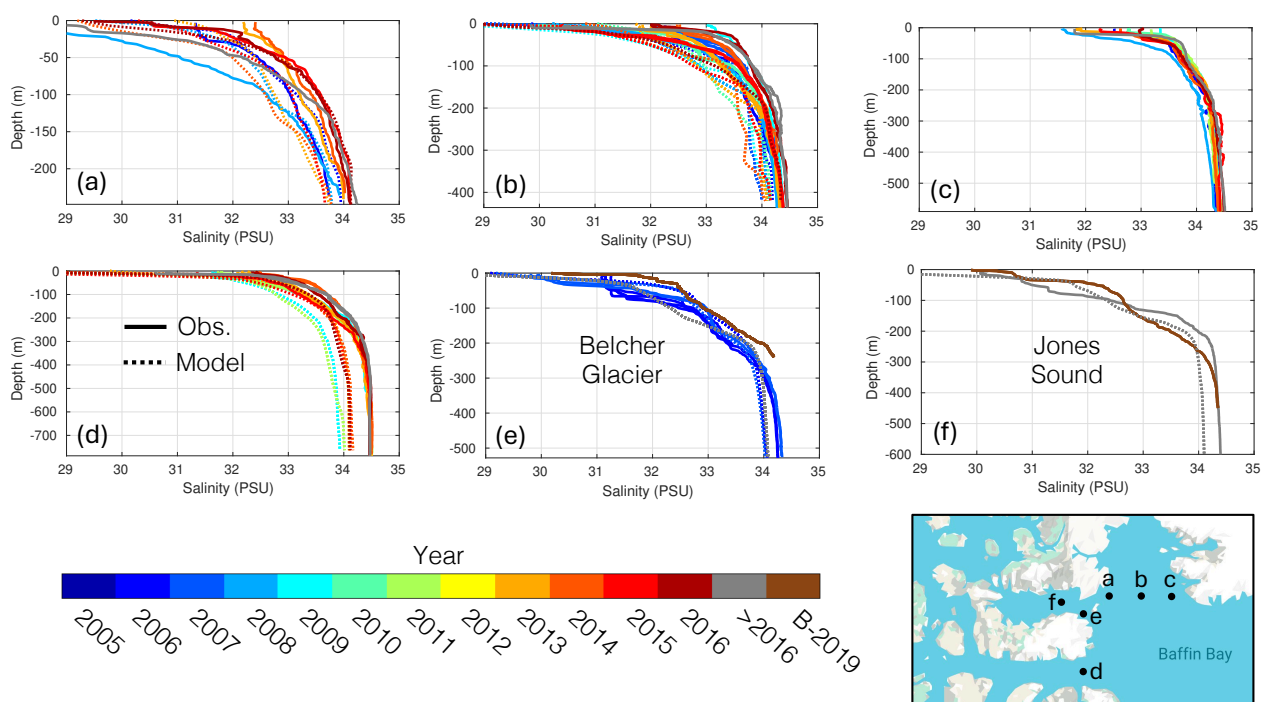 0
-50
-100
-150
-200
Depth (m)
(a)
29 30 31 32 33 34 35
Salinity (PSU)
0
-100
-200
-300
-400
Depth (m)
(b)
29 30 31 32 33 34 35
Salinity (PSU)
0
-100
-200
-300
-400
-500
Depth (m)
(c)
29 30 31 32 33 34 35
Salinity (PSU)
0
-100
-200
-300
-400
-500
-600
-700
Depth (m)
Obs.
Model
(d)
29 30 31 32 33 34 35
Salinity (PSU)
0
-100
-200
-300
-400
-500
Depth (m)
Belcher
Glacier
(e)
29 30 31 32 33 34 35
Salinity (PSU)
0
-100
-200
-300
-400
-500
-600
Depth (m)
Jones
Sound
(f)
29 30 31 32 33 34 35
Salinity (PSU)
Year
2005 2006 2007 2008 2009 2010 2011 2012 2013 2014 2015 2016 >2016 B-2019
a b c
f
e
Baffin Bay
d